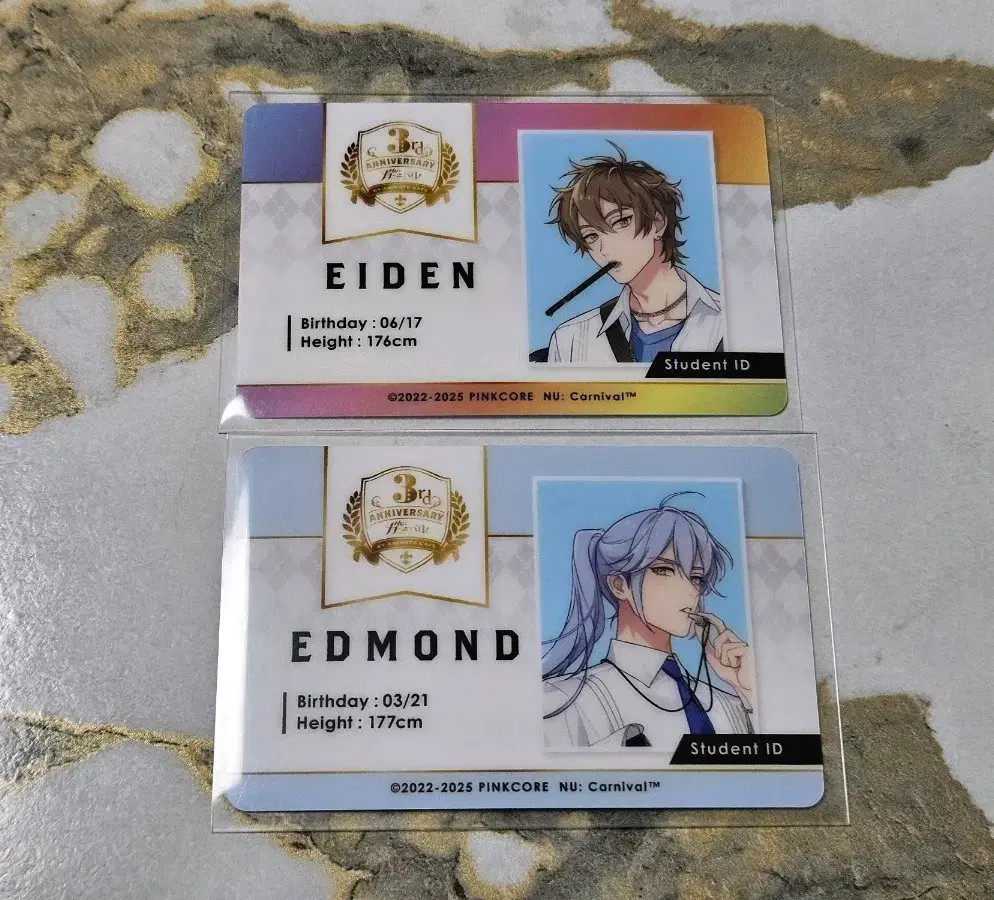 3rd
ANNIVERSARY
EIDEN
Birthday : 06/17
Height : 176cm
Student ID
©2022-2025 PINKCORE NU: Carnival™
3rd
ANNIVERSARY
EDMOND
Birthday : 03/21
Height : 177cm
Student ID
©2022-2025 PINKCORE NU: Carnival™